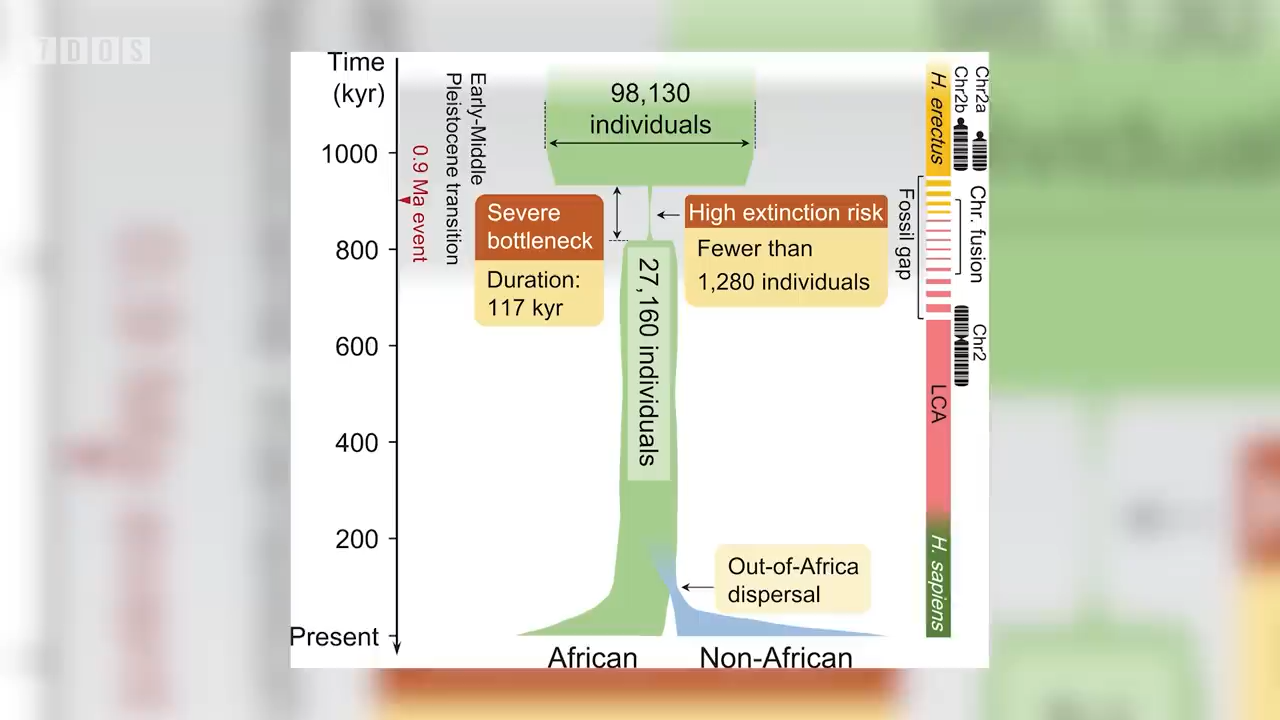 7DOS
Time
(kyr)
1000
800
600
400
200
Present
0.9 Ma event
Early-Middle
Pleistocene transition
98,130
individuals
Severe
bottleneck
Duration:
117 kyr
High extinction risk
Fewer than
1,280 individuals
27,160 individuals
Out-of-Africa
dispersal
African
Non-African
Fossil gap
H. erectus
LCA
H. sapiens
Chr2a
Chr2b
Chr. fusion
Chr2